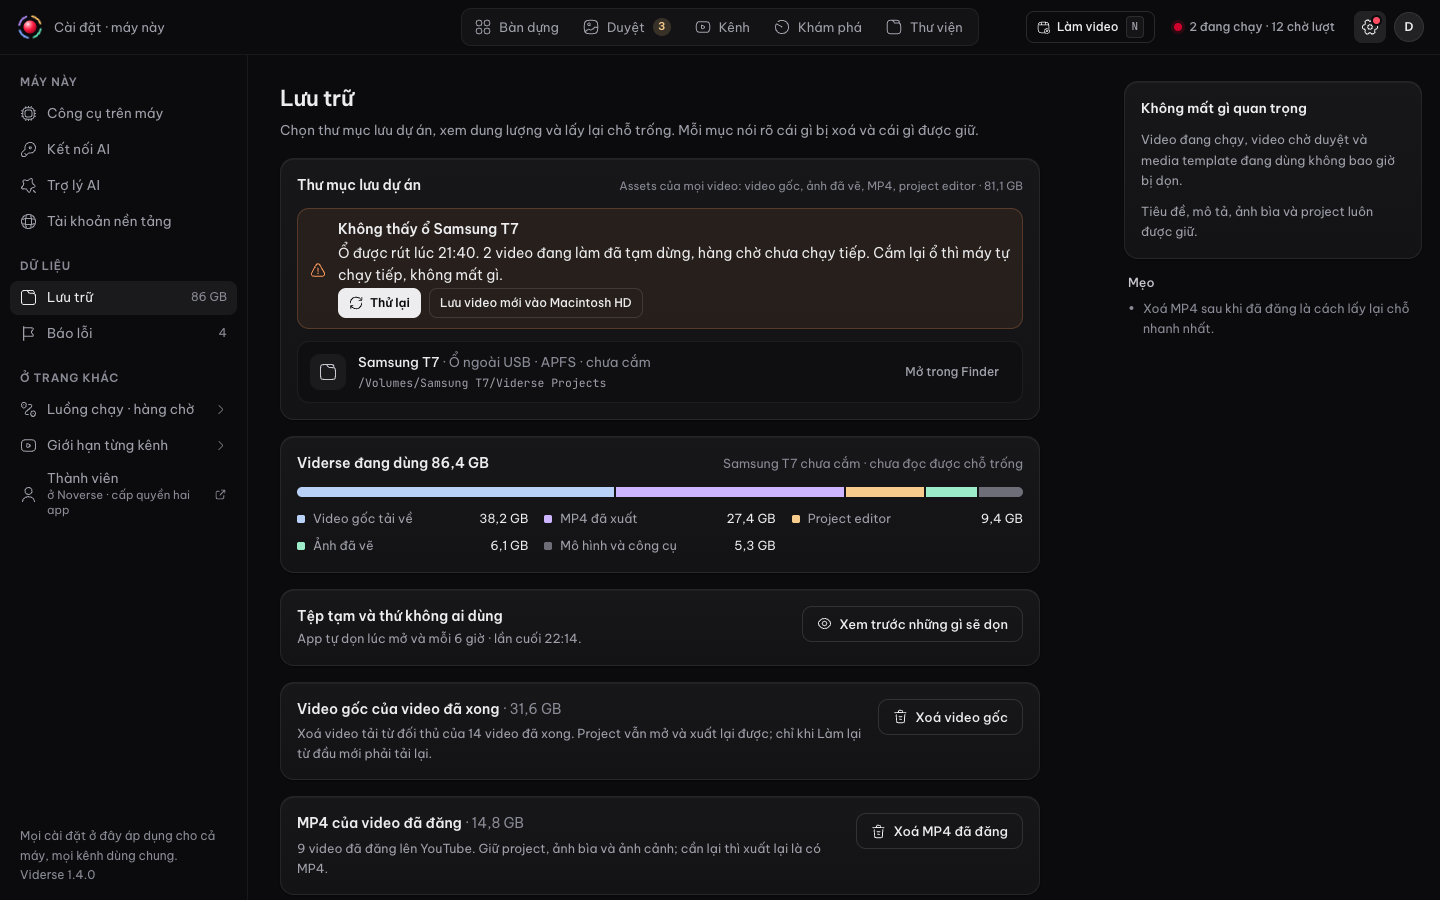 Cài đặt · máy này
Bàn dựng
Duyệt 3
Kênh
Khám phá
Thư viện
Làm video N
2 đang chạy · 12 chờ lượt
D
MÁY NÀY
Công cụ trên máy
Kết nối AI
Trợ lý AI
Tài khoản nền tảng
DỮ LIỆU
Lưu trữ 86 GB
Báo lỗi 4
Ở TRANG KHÁC
Luồng chạy · hàng chờ
Giới hạn từng kênh
Thành viên
ở Noverse · cấp quyền hai
app
Mọi cài đặt ở đây áp dụng cho cả
máy, mọi kênh dùng chung.
Viderse 1.4.0
Lưu trữ
Chọn thư mục lưu dự án, xem dung lượng và lấy lại chỗ trống. Mỗi mục nói rõ cái gì bị xoá và cái gì được giữ.
Thư mục lưu dự án
Assets của mọi video: video gốc, ảnh đã vẽ, MP4, project editor · 81,1 GB
Không thấy ổ Samsung T7
Ổ được rút lúc 21:40. 2 video đang làm đã tạm dừng, hàng chờ chưa chạy tiếp. Cắm lại ổ thì máy tự
chạy tiếp, không mất gì.
Thử lại
Lưu video mới vào Macintosh HD
Samsung T7 · Ổ ngoài USB · APFS · chưa cắm
/Volumes/Samsung T7/Viderse Projects
Mở trong Finder
Viderse đang dùng 86,4 GB
Samsung T7 chưa cắm · chưa đọc được chỗ trống
Video gốc tải về 38,2 GB
MP4 đã xuất 27,4 GB
Project editor 9,4 GB
Ảnh đã vẽ 6,1 GB
Mô hình và công cụ 5,3 GB
Tệp tạm và thứ không ai dùng
App tự dọn lúc mở và mỗi 6 giờ · lần cuối 22:14.
Xem trước những gì sẽ dọn
Video gốc của video đã xong · 31,6 GB
Xoá video tải từ đối thủ của 14 video đã xong. Project vẫn mở và xuất lại được; chỉ khi Làm lại
từ đầu mới phải tải lại.
Xoá video gốc
MP4 của video đã đăng · 14,8 GB
9 video đã đăng lên YouTube. Giữ project, ảnh bìa và ảnh cảnh; cần lại thì xuất lại là có
MP4.
Xoá MP4 đã đăng
Không mất gì quan trọng
Video đang chạy, video chờ duyệt và
media template đang dùng không bao giờ
bị dọn.
Tiêu đề, mô tả, ảnh bìa và project luôn
được giữ.
Mẹo
• Xoá MP4 sau khi đã đăng là cách lấy lại chỗ
nhanh nhất.